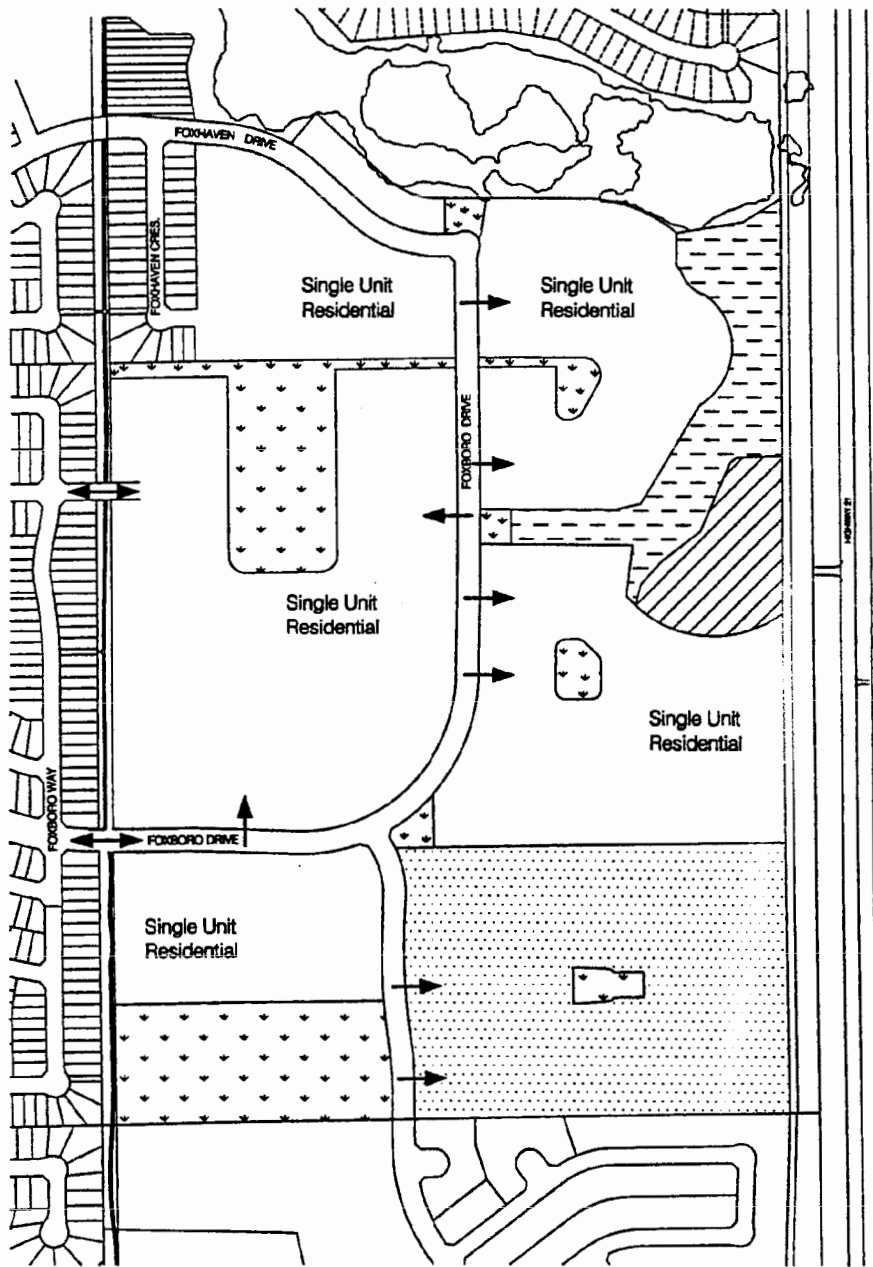 FOXHAVEN DRIVE
FOXHAVEN CRES.
Single Unit
Residential
Single Unit
Residential
FOXBORO DRIVE
HIGHWAY 21
Single Unit
Residential
Single Unit
Residential
FOXBORO WAY
FOXBORO DRIVE
Single Unit
Residential